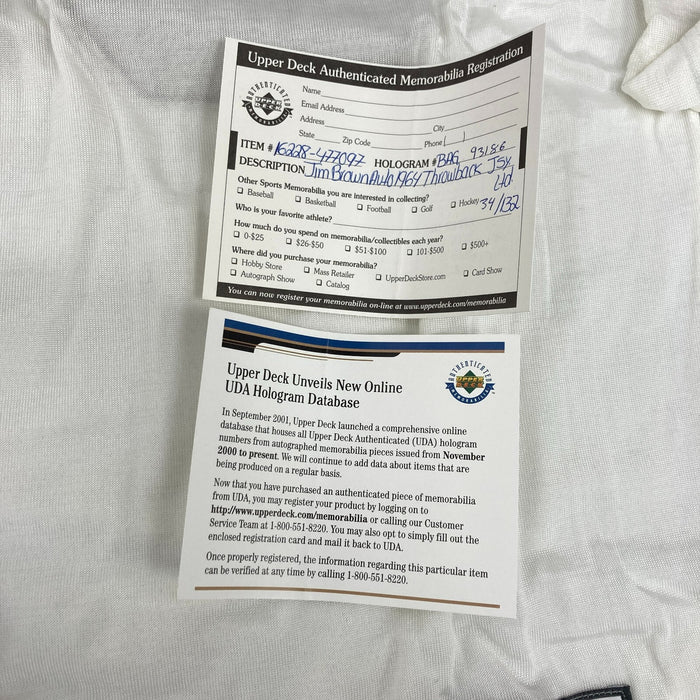 Upper Deck Authenticated Memorabilia Registration
AUTHENTICATED
UPPER DECK
MEMORABILIA
Name
Email Address
Address
City
State Zip Code Phone ( )
ITEM # 16228-477097 HOLOGRAM # BAG 93186
DESCRIPTION Jim Brown Auto 1964 Throwback Jsy
Ltd
34/132
Other Sports Memorabilia you are interested in collecting?
Baseball Basketball Football Golf Hockey
Who is your favorite athlete?
How much do you spend on memorabilia/collectibles each year?
0-$25 $26-$50 $51-$100 101-$500 $500+
Where did you purchase your memorabilia?
Hobby Store Mass Retailer UpperDeckStore.com Card Show
Autograph Show Catalog
You can now register your memorabilia on-line at www.upperdeck.com/memorabilia
AUTHENTICATED
UPPER DECK
MEMORABILIA
Upper Deck Unveils New Online
UDA Hologram Database
In September 2001, Upper Deck launched a comprehensive online
database that houses all Upper Deck Authenticated (UDA) hologram
numbers from autographed memorabilia pieces issued from November
2000 to present. We will continue to add data about items that are
being produced on a regular basis.
Now that you have purchased an authenticated piece of memorabilia
from UDA, you may register your product by logging on to
http://www.upperdeck.com/memorabilia or calling our Customer
Service Team at 1-800-551-8220. You may also opt to simply fill out the
enclosed registration card and mail it back to UDA.
Once properly registered, the information regarding this particular item
can be verified at any time by calling 1-800-551-8220.